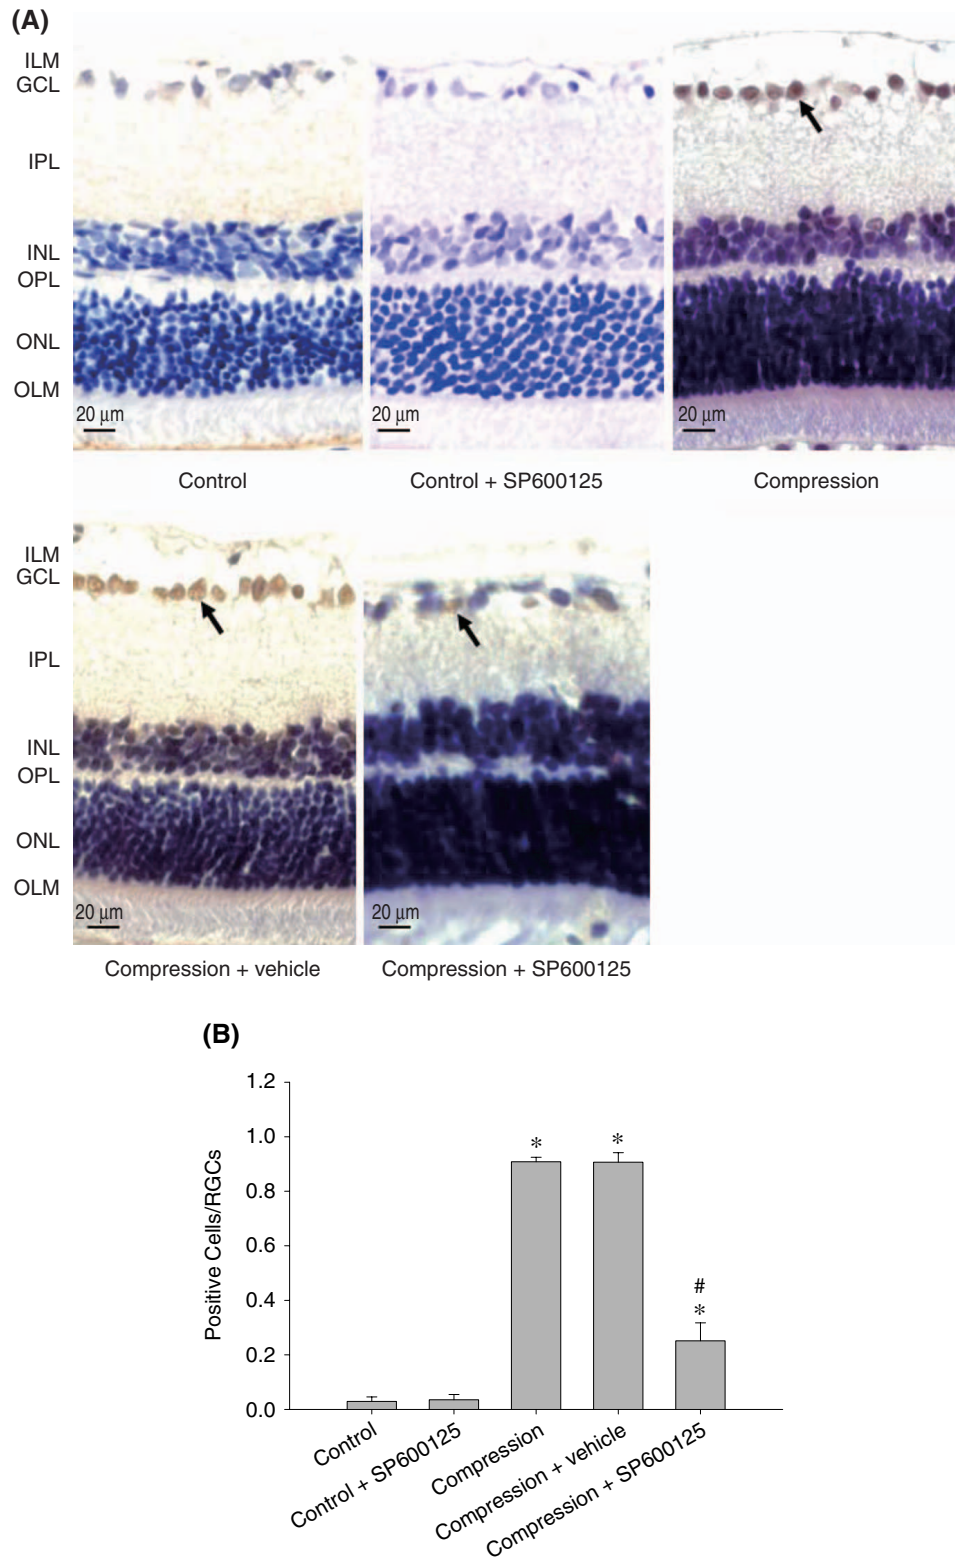 (A)
ILM
GCL
IPL
INL
OPL
ONL
OLM
20 μm
20 μm
20 μm
Control
Control + SP600125
Compression
ILM
GCL
IPL
INL
OPL
ONL
OLM
20 μm
20 μm
Compression + vehicle
Compression + SP600125
(B)
Positive Cells/RGCs
1.2
1.0
0.8
0.6
0.4
0.2
0.0
*
*
#
*
Control
Control + SP600125
Compression
Compression + vehicle
Compression + SP600125